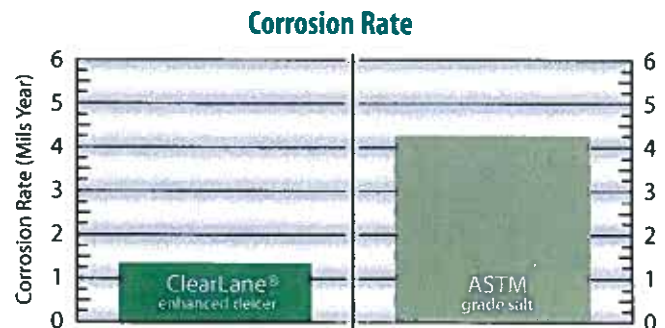 Corrosion Rate
Corrosion Rate (Mils Year)
6
5
4
3
2
1
0
ClearLane®
enhanced deicer
ASTM
grade salt
6
5
4
3
2
1
0